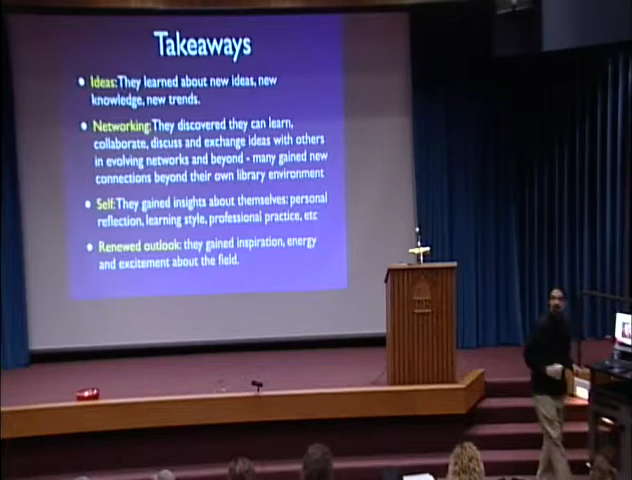 Takeaways
• Ideas: They learned about new ideas, new
knowledge, new trends.
• Networking: They discovered they can learn,
collaborate, discuss and exchange ideas with others
in evolving networks and beyond - many gained new
connections beyond their own library environment
• Self: They gained insights about themselves: personal
reflection, learning style, professional practice, etc
• Renewed outlook: they gained inspiration, energy
and excitement about the field.